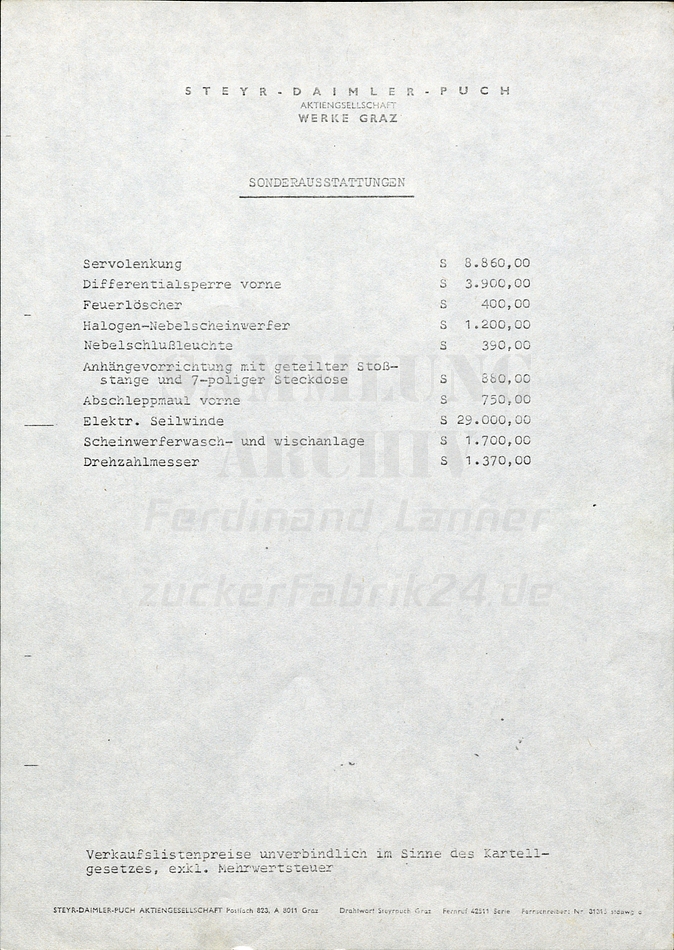 STEYR-DAIMLER-PUCH
AKTIENGESELLSCHAFT
WERKE GRAZ
SONDERAUSSTATTUNGEN
Servolenkung S 8.860,00
Differentialsperre vorne S 3.900,00
Feuerlöscher S 400,00
Halogen-Nebelscheinwerfer S 1.200,00
Nebelschlußleuchte S 390,00
Anhängevorrichtung mit geteilter Stoß-
stange und 7-poliger Steckdose S
Abschleppmaul vorne S 750,00
Elektr. Seilwinde S 29.000,00
Scheinwerferwasch- und wischanlage S 1.700,00
Drehzahlmesser S 1.370,00
SAMMLUNG
ARCHIV
Ferdinand Lanner
zuckerfabrik24.de
Verkaufslistenpreise unverbindlich im Sinne des Kartell-
gesetzes, exkl. Mehrwertsteuer
STEYR-DAIMLER-PUCH AKTIENGESELLSCHAFT Postfach 823, A 8011 Graz Drahtwort Steyrpuch Graz Fernruf 42511 Serie Fernschreiber: Nr.